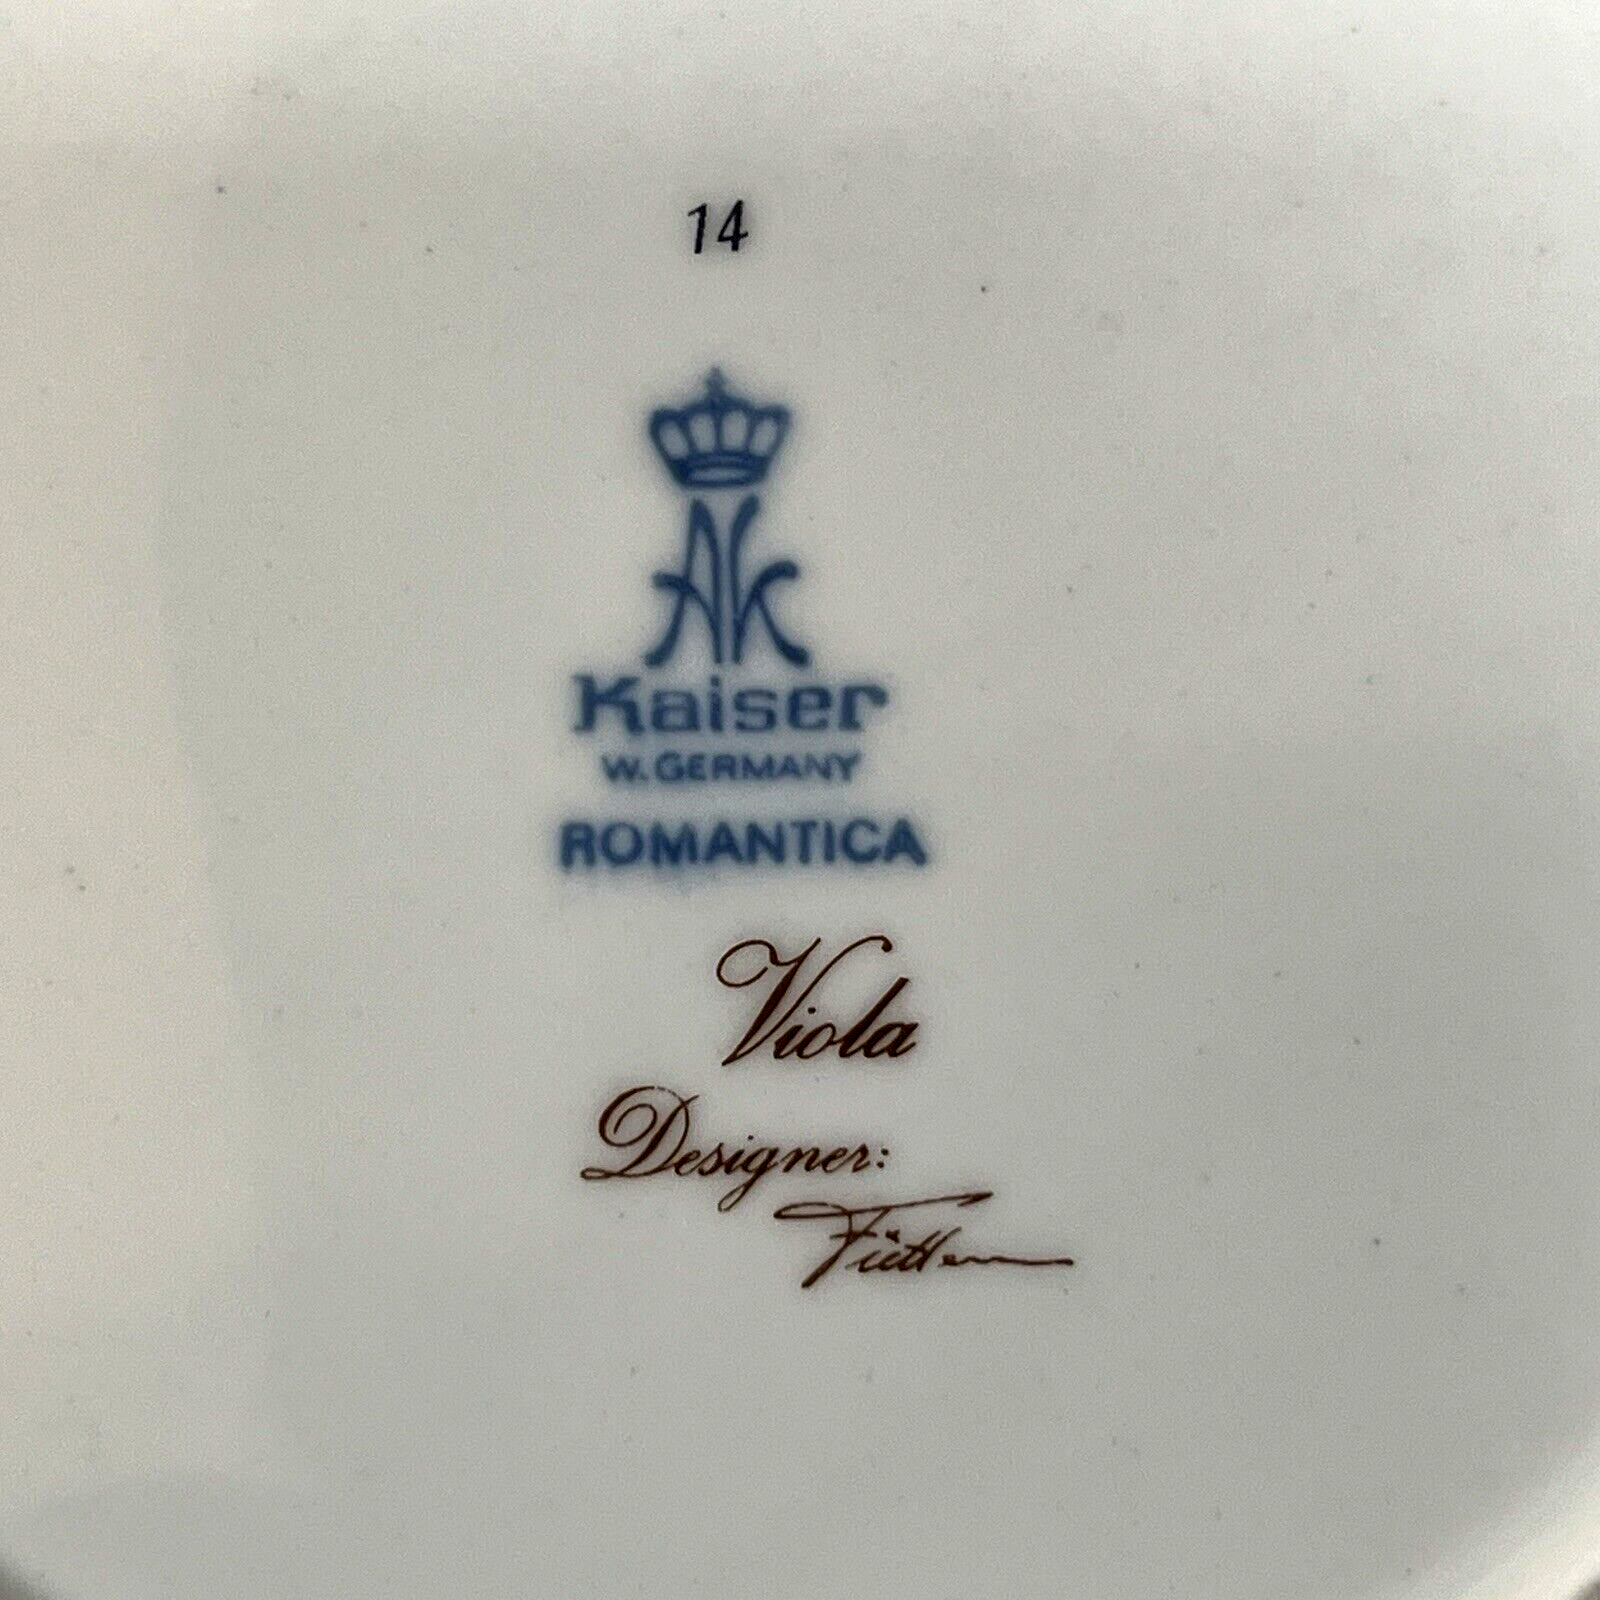 14
AK
Kaiser
W. GERMANY
ROMANTICA
Viola
Designer: